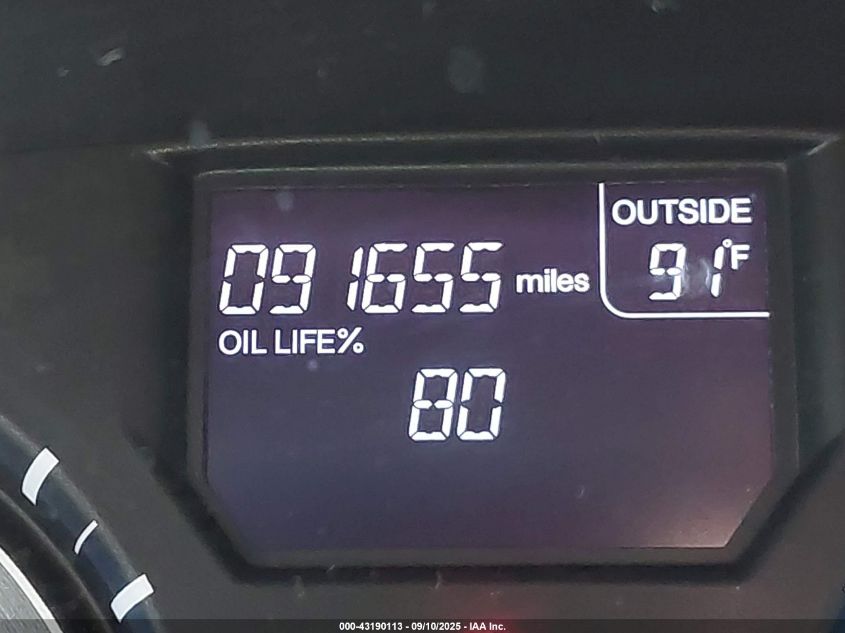 OUTSIDE
091655 miles 91°F
OIL LIFE%
80
000-43190113 - 09/10/2025 - IAA Inc.